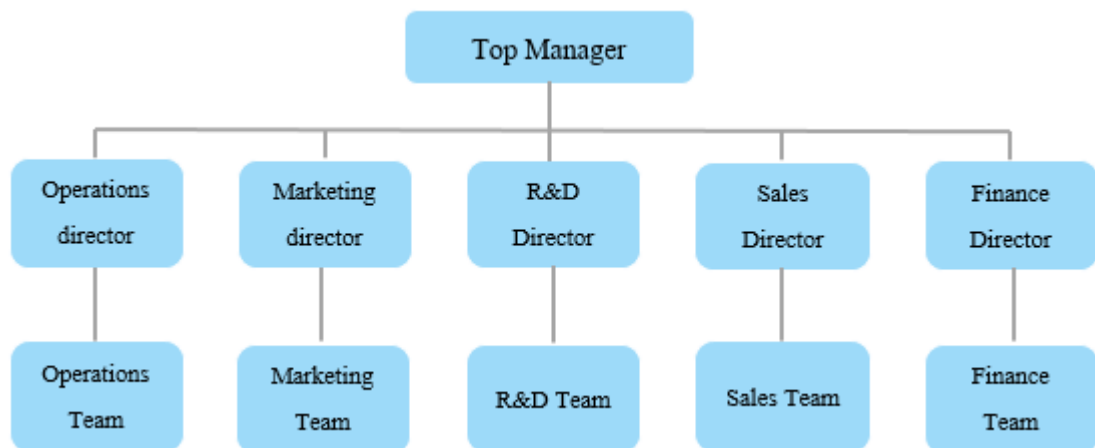 Top Manager
Operations
director
Marketing
director
R&D
Director
Sales
Director
Finance
Director
Operations
Team
Marketing
Team
R&D Team
Sales Team
Finance
Team